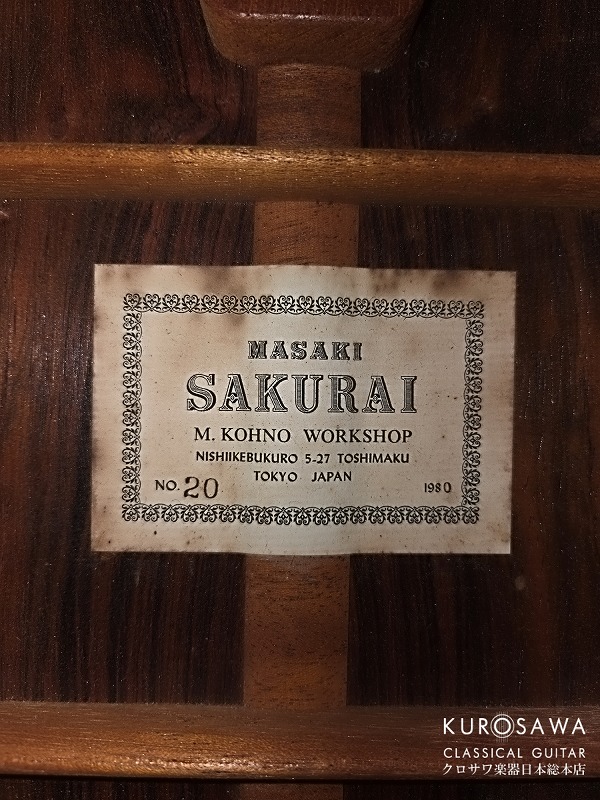 MASAKI
SAKURAI
M. KOHNO WORKSHOP
NISHIIKEBUKURO 5-27 TOSHIMAKU
TOKYO JAPAN
NO. 20
1980
KUROSAWA
CLASSICAL GUITAR
クロサワ楽器日本総本店